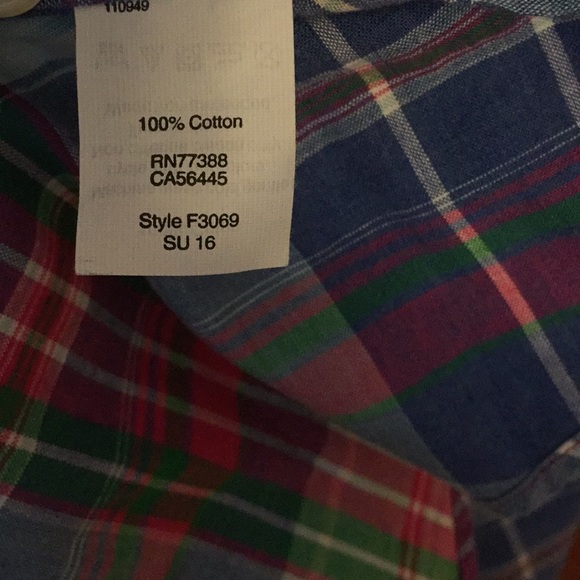 110949
100% Cotton
RN77388
CA56445
Style F3069
SU 16